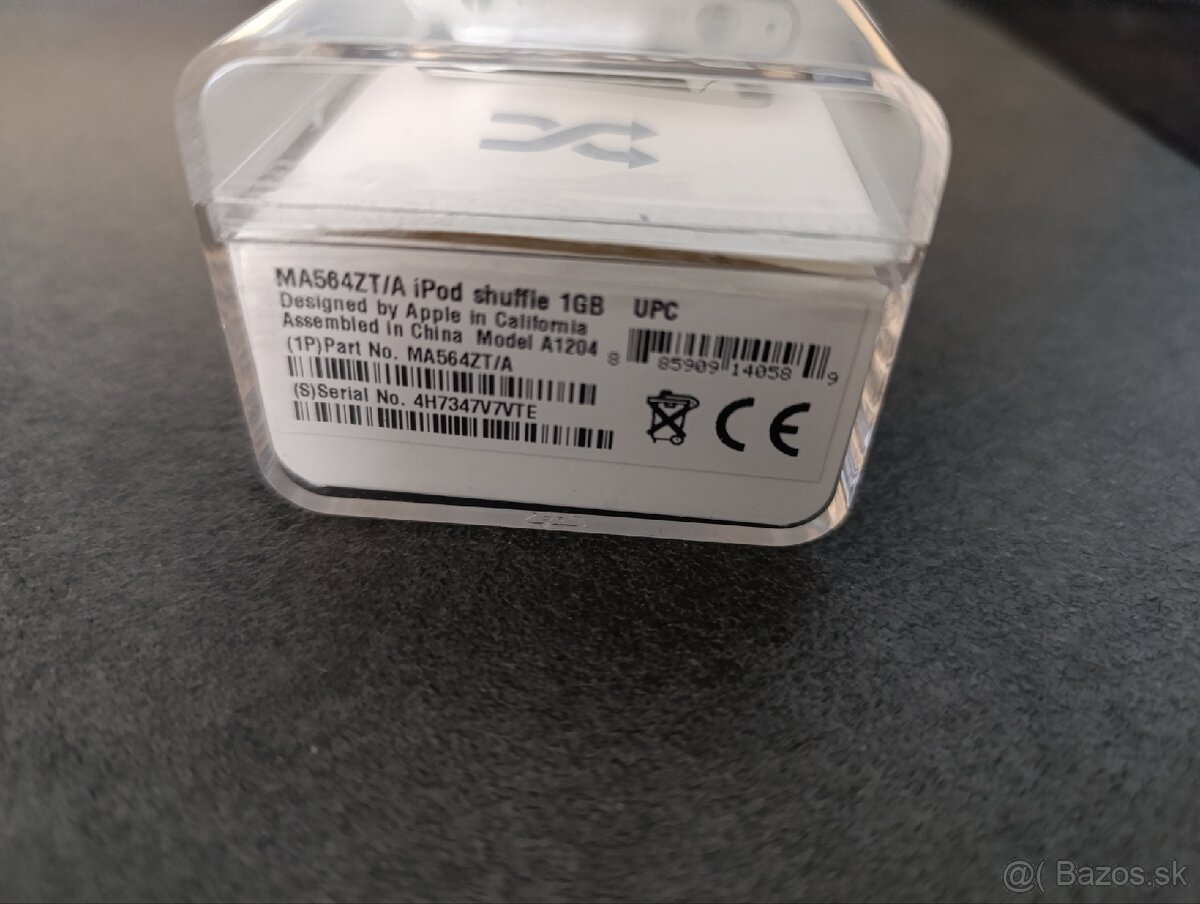 MA564ZT/A iPod shuffle 1GB
Designed by Apple in California
Assembled in China Model A1204
(1P)Part No. MA564ZT/A
(S)Serial No. 4H7347V7VTE
UPC
8 85909 14058 9
CE
@( Bazos.sk